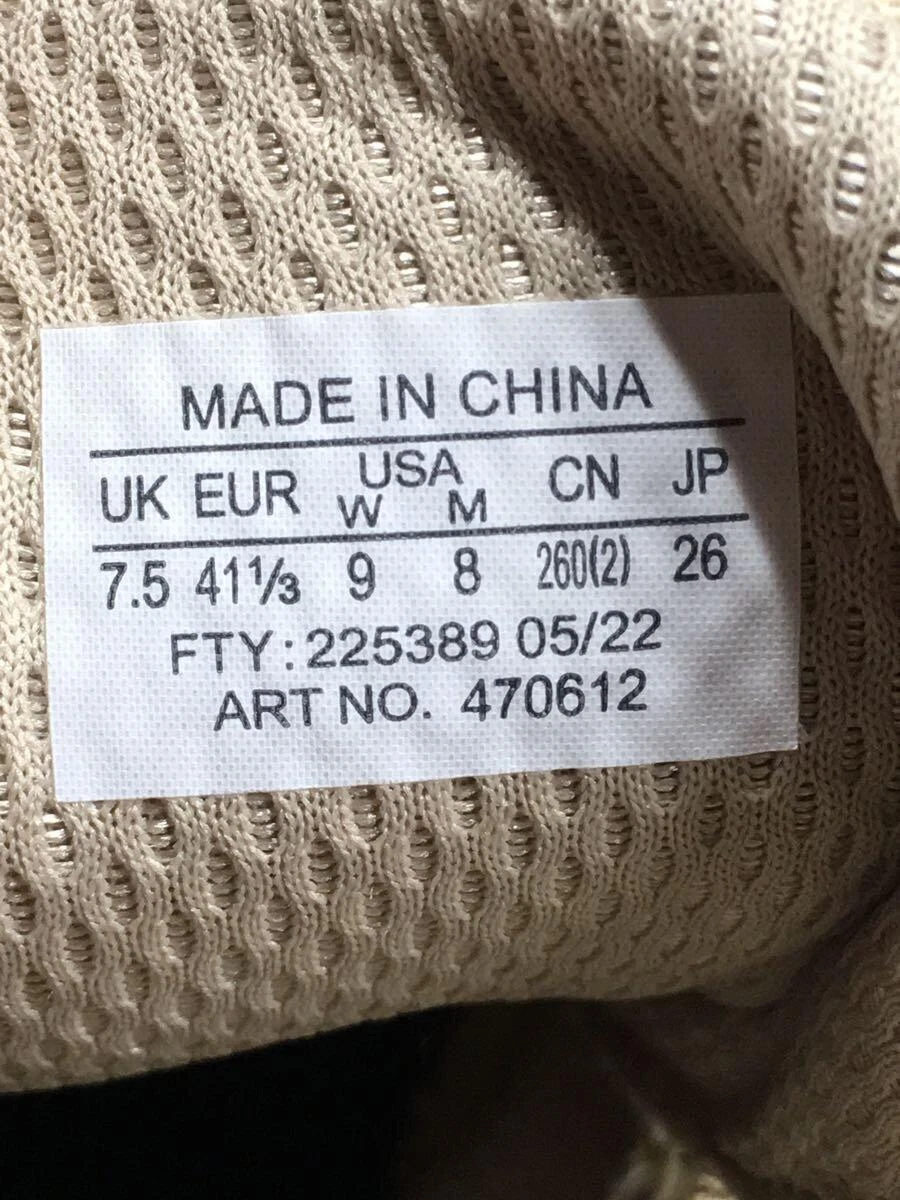 MADE IN CHINA
UK EUR USA CN JP
W M
7.5 41⅓ 9 8 260(2) 26
FTY: 225389 05/22
ART NO. 470612